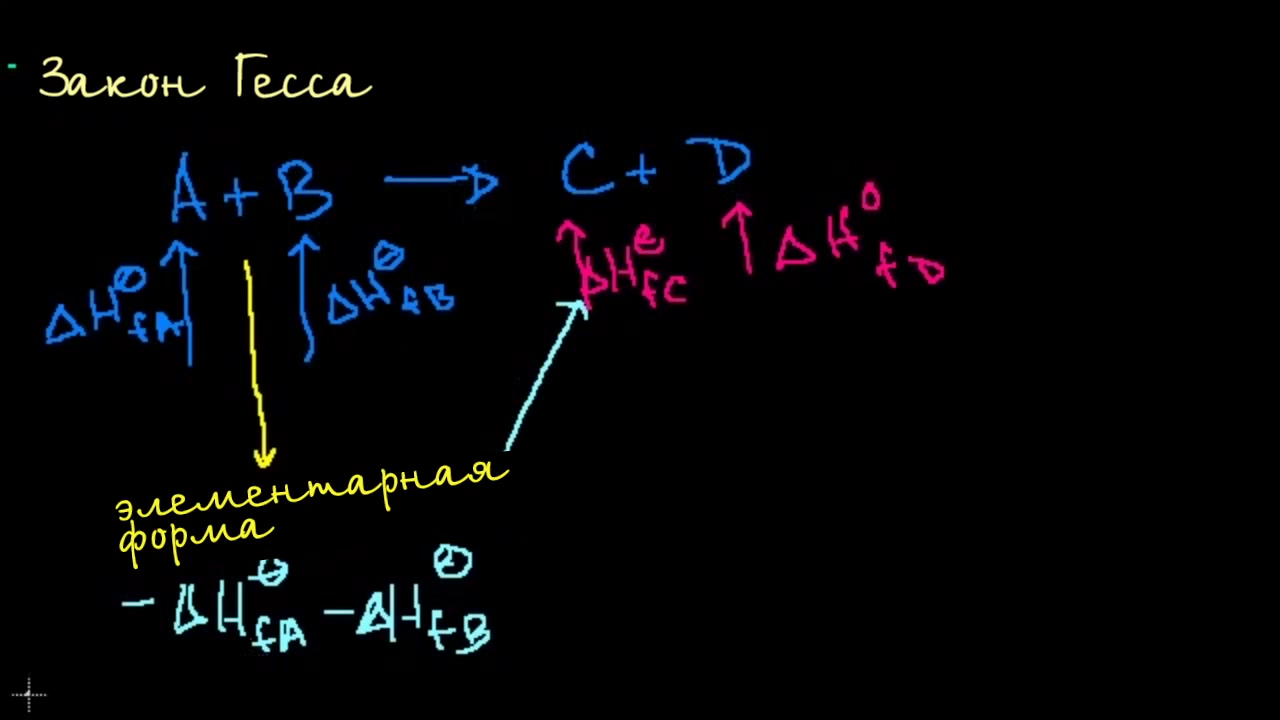 Закон Гесса
A + B → C + D
ΔH⦵fA ΔH⦵fB ΔH⦵fC ΔH⦵fD
элементарная
форма
− ΔH⦵fA − ΔH⦵fB